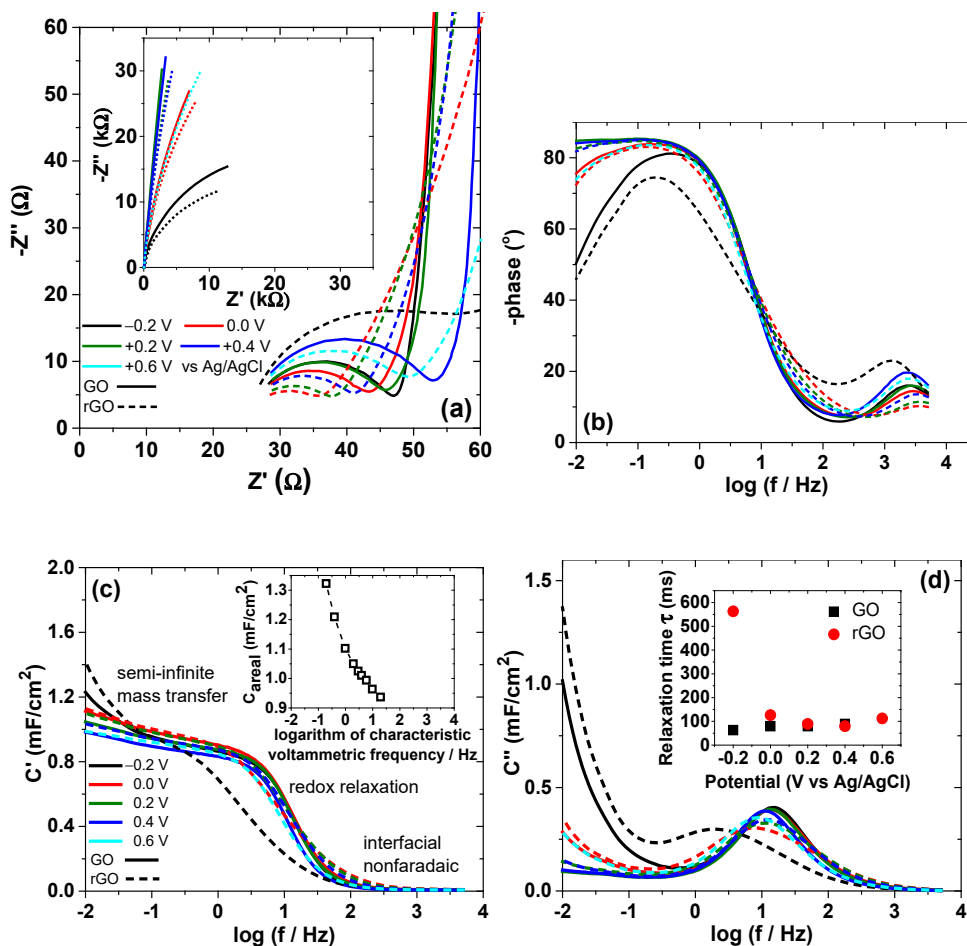 60
50
40
30
20
10
0
-Z'' (Ω)
0 10 20 30 40 50 60
Z' (Ω)
30
20
10
0
-Z'' (kΩ)
0 10 20 30
Z' (kΩ)
−0.2 V
0.0 V
+0.2 V
+0.4 V
+0.6 V vs Ag/AgCl
GO
rGO
(a)
80
60
40
20
0
-phase (°)
-2 -1 0 1 2 3 4
log (f / Hz)
(b)
(c)
2.0
1.6
1.2
0.8
0.4
0.0
C' (mF/cm²)
-2 -1 0 1 2 3 4
log (f / Hz)
semi-infinite
mass transfer
redox relaxation
interfacial
nonfaradaic
1.3
1.2
1.1
1.0
0.9
C areal (mF/cm²)
-2 -1 0 1 2 3 4
logarithm of characteristic
voltammetric frequency / Hz
−0.2 V
0.0 V
0.2 V
0.4 V
0.6 V
GO
rGO
(d)
1.5
1.0
0.5
0.0
C'' (mF/cm²)
-2 -1 0 1 2 3 4
log (f / Hz)
600
500
400
300
200
100
0
Relaxation time τ (ms)
GO
rGO
-0.2 0.0 0.2 0.4 0.6
Potential (V vs Ag/AgCl)